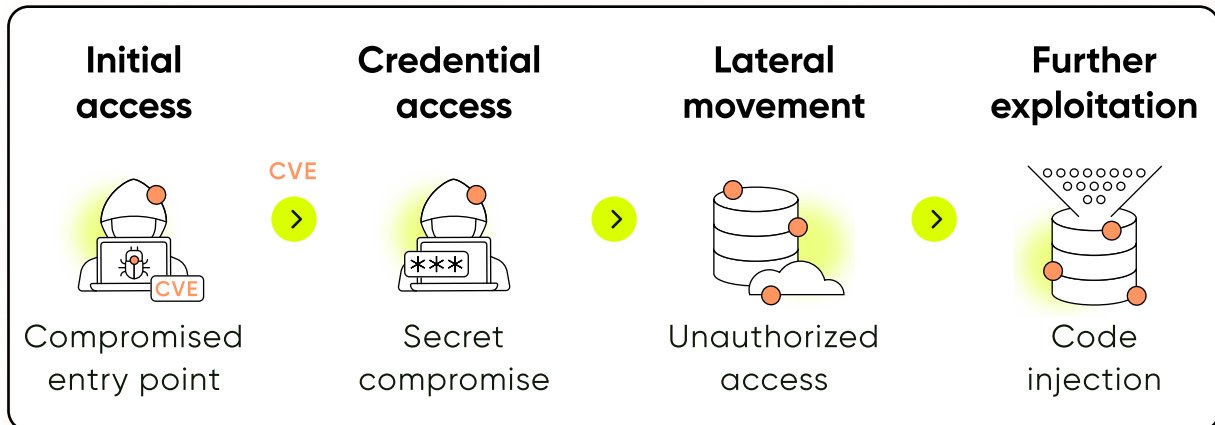 Initial
access
Credential
access
Lateral
movement
Further
exploitation
CVE
CVE
***
Compromised
entry point
Secret
compromise
Unauthorized
access
Code
injection